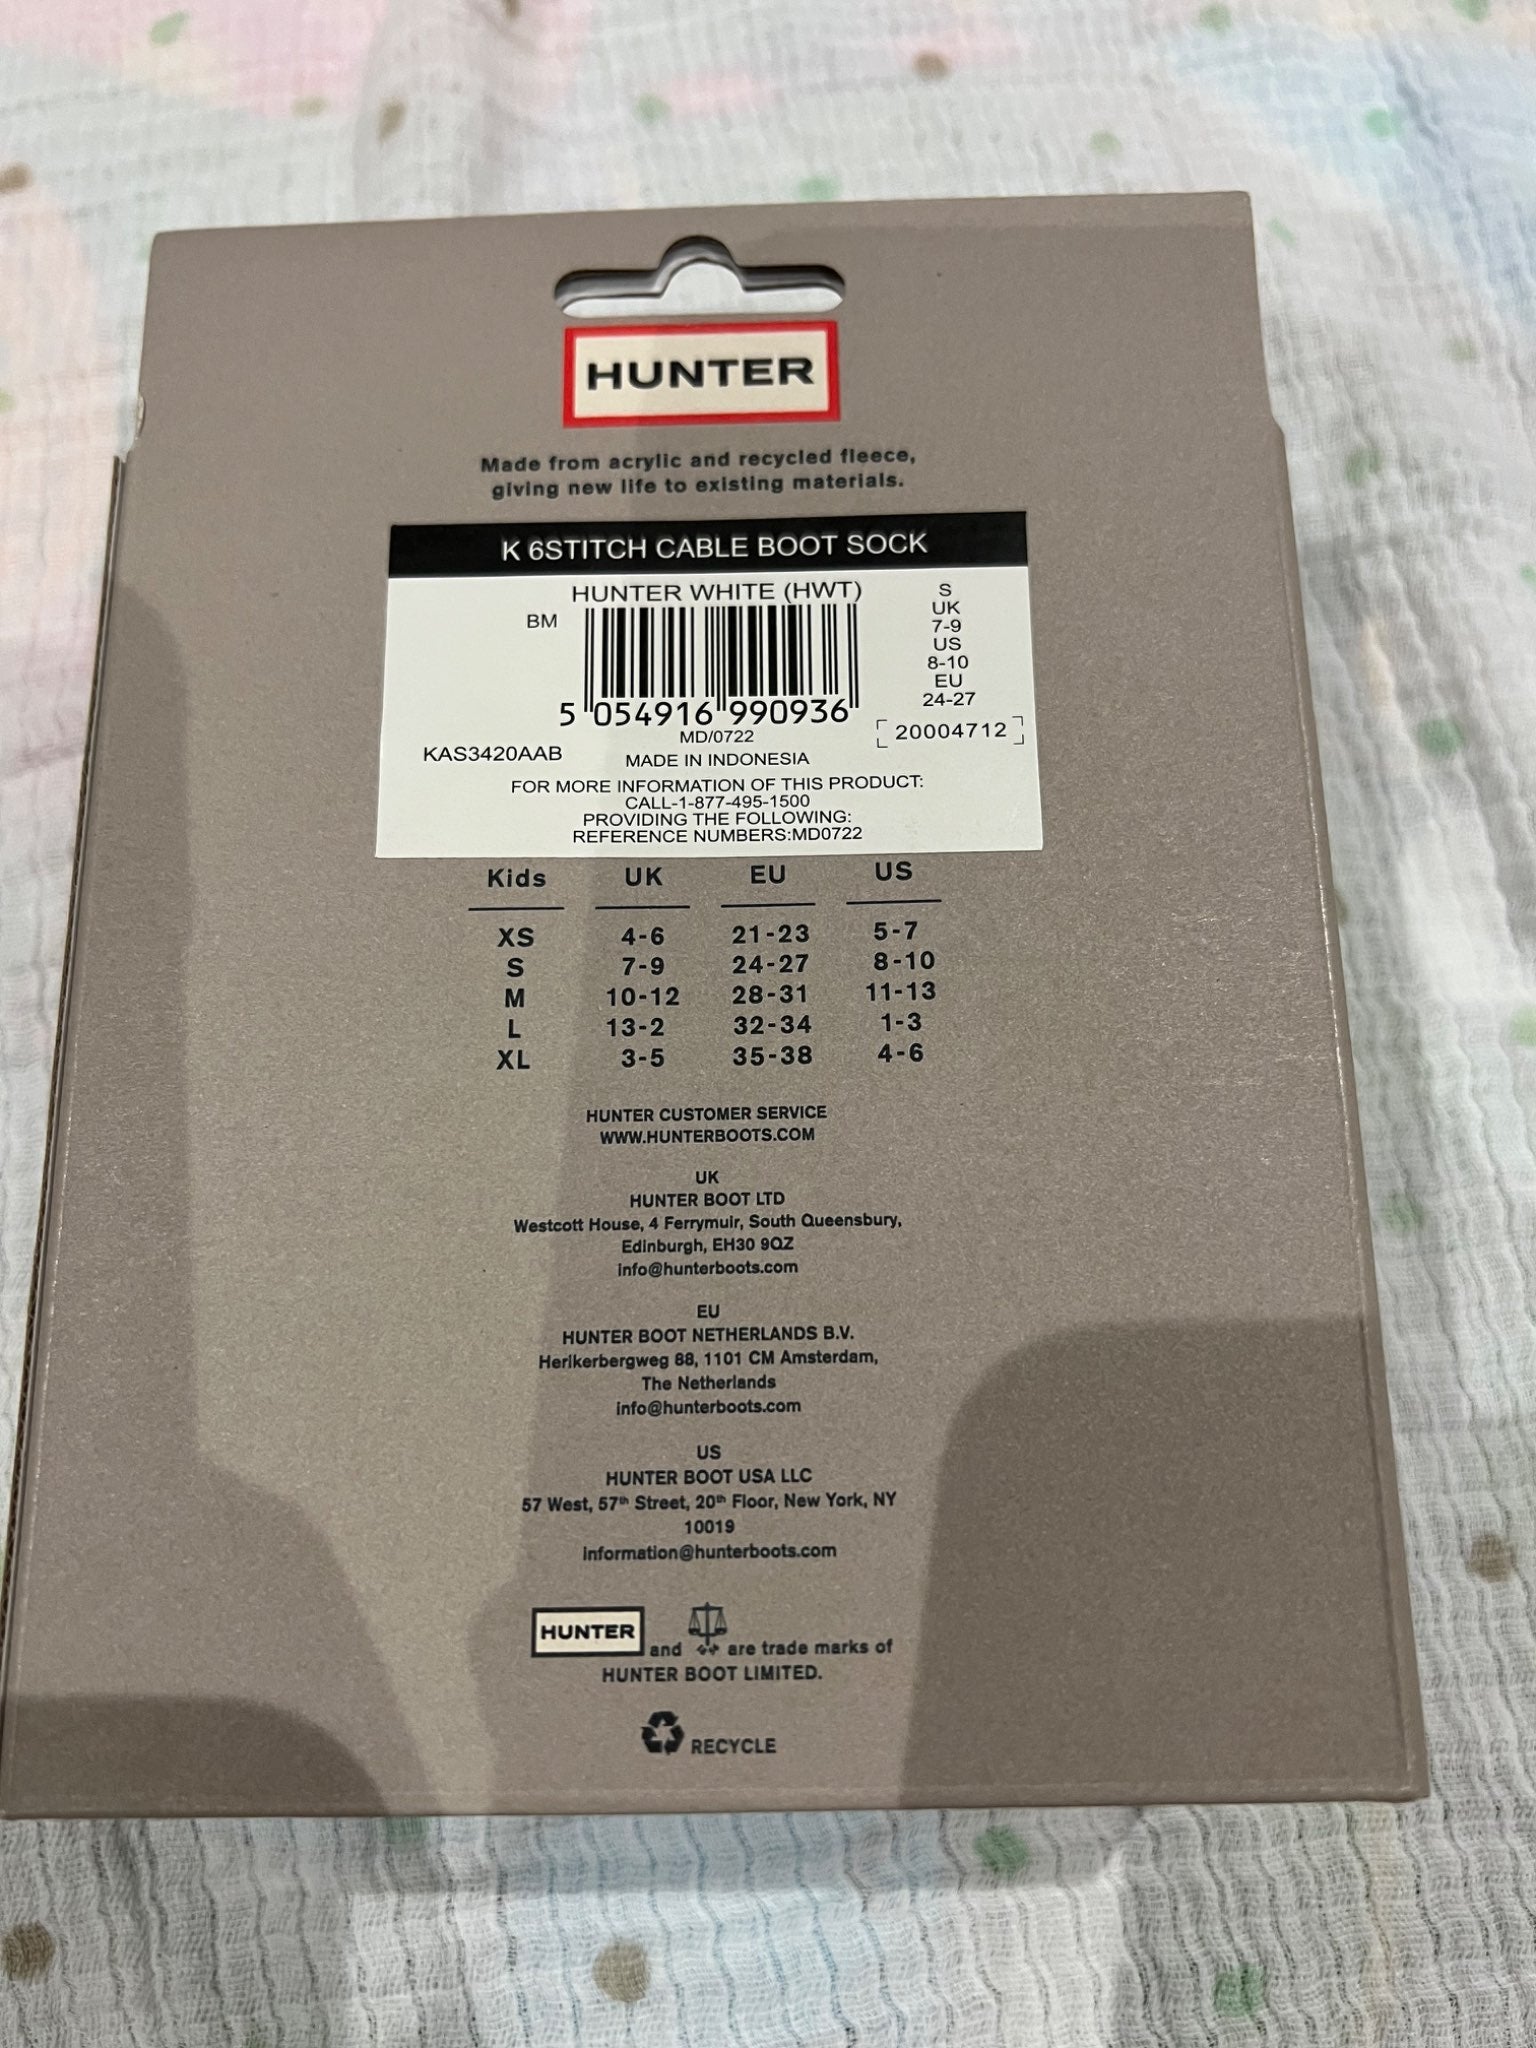 HUNTER
Made from acrylic and recycled fleece,
giving new life to existing materials.
K 6STITCH CABLE BOOT SOCK
HUNTER WHITE (HWT)
BM
5 054916 990936
MD/0722
S
UK
7-9
US
8-10
EU
24-27
20004712
KAS3420AAB
MADE IN INDONESIA
FOR MORE INFORMATION OF THIS PRODUCT:
CALL-1-877-495-1500
PROVIDING THE FOLLOWING:
REFERENCE NUMBERS:MD0722
Kids UK EU US
XS 4-6 21-23 5-7
S 7-9 24-27 8-10
M 10-12 28-31 11-13
L 13-2 32-34 1-3
XL 3-5 35-38 4-6
HUNTER CUSTOMER SERVICE
WWW.HUNTERBOOTS.COM
UK
HUNTER BOOT LTD
Westcott House, 4 Ferrymuir, South Queensbury,
Edinburgh, EH30 9QZ
info@hunterboots.com
EU
HUNTER BOOT NETHERLANDS B.V.
Herikerbergweg 88, 1101 CM Amsterdam,
The Netherlands
info@hunterboots.com
US
HUNTER BOOT USA LLC
57 West, 57th Street, 20th Floor, New York, NY
10019
information@hunterboots.com
HUNTER and are trade marks of
HUNTER BOOT LIMITED.
RECYCLE